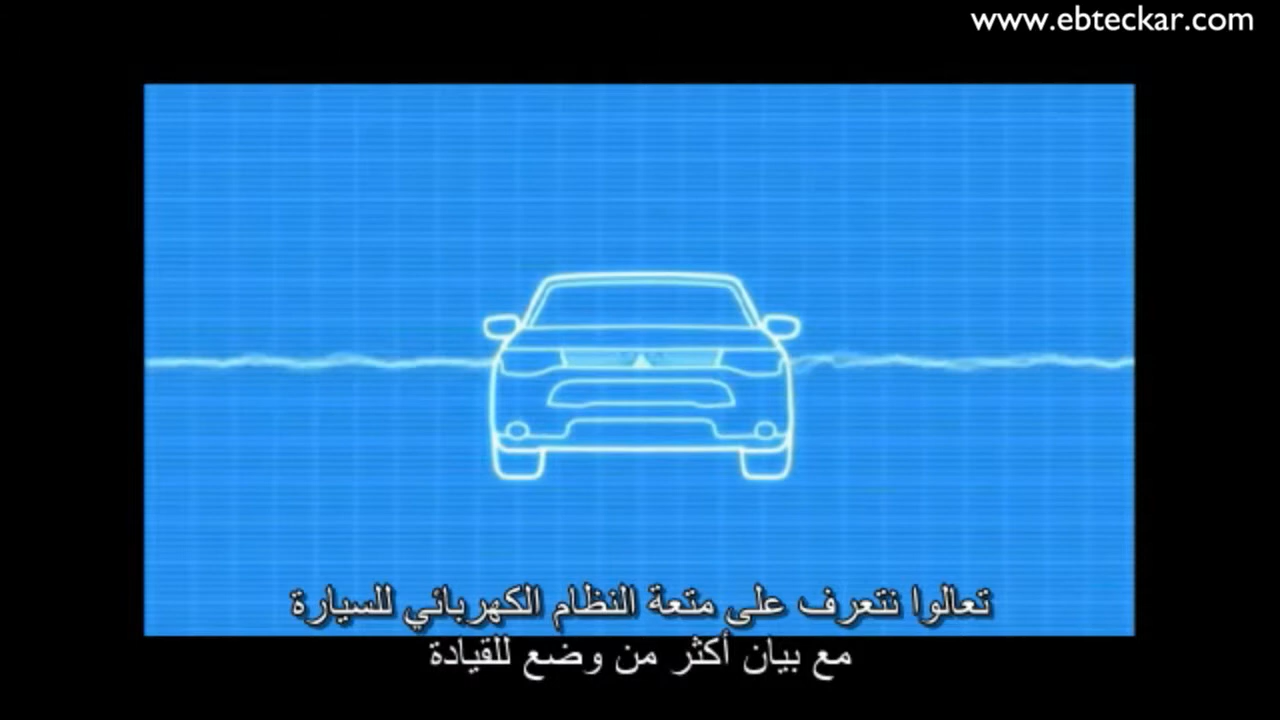 www.ebteckar.com
تعالوا نتعرف على متعة النظام الكهربائي للسيارة
مع بيان أكثر من وضع للقيادة